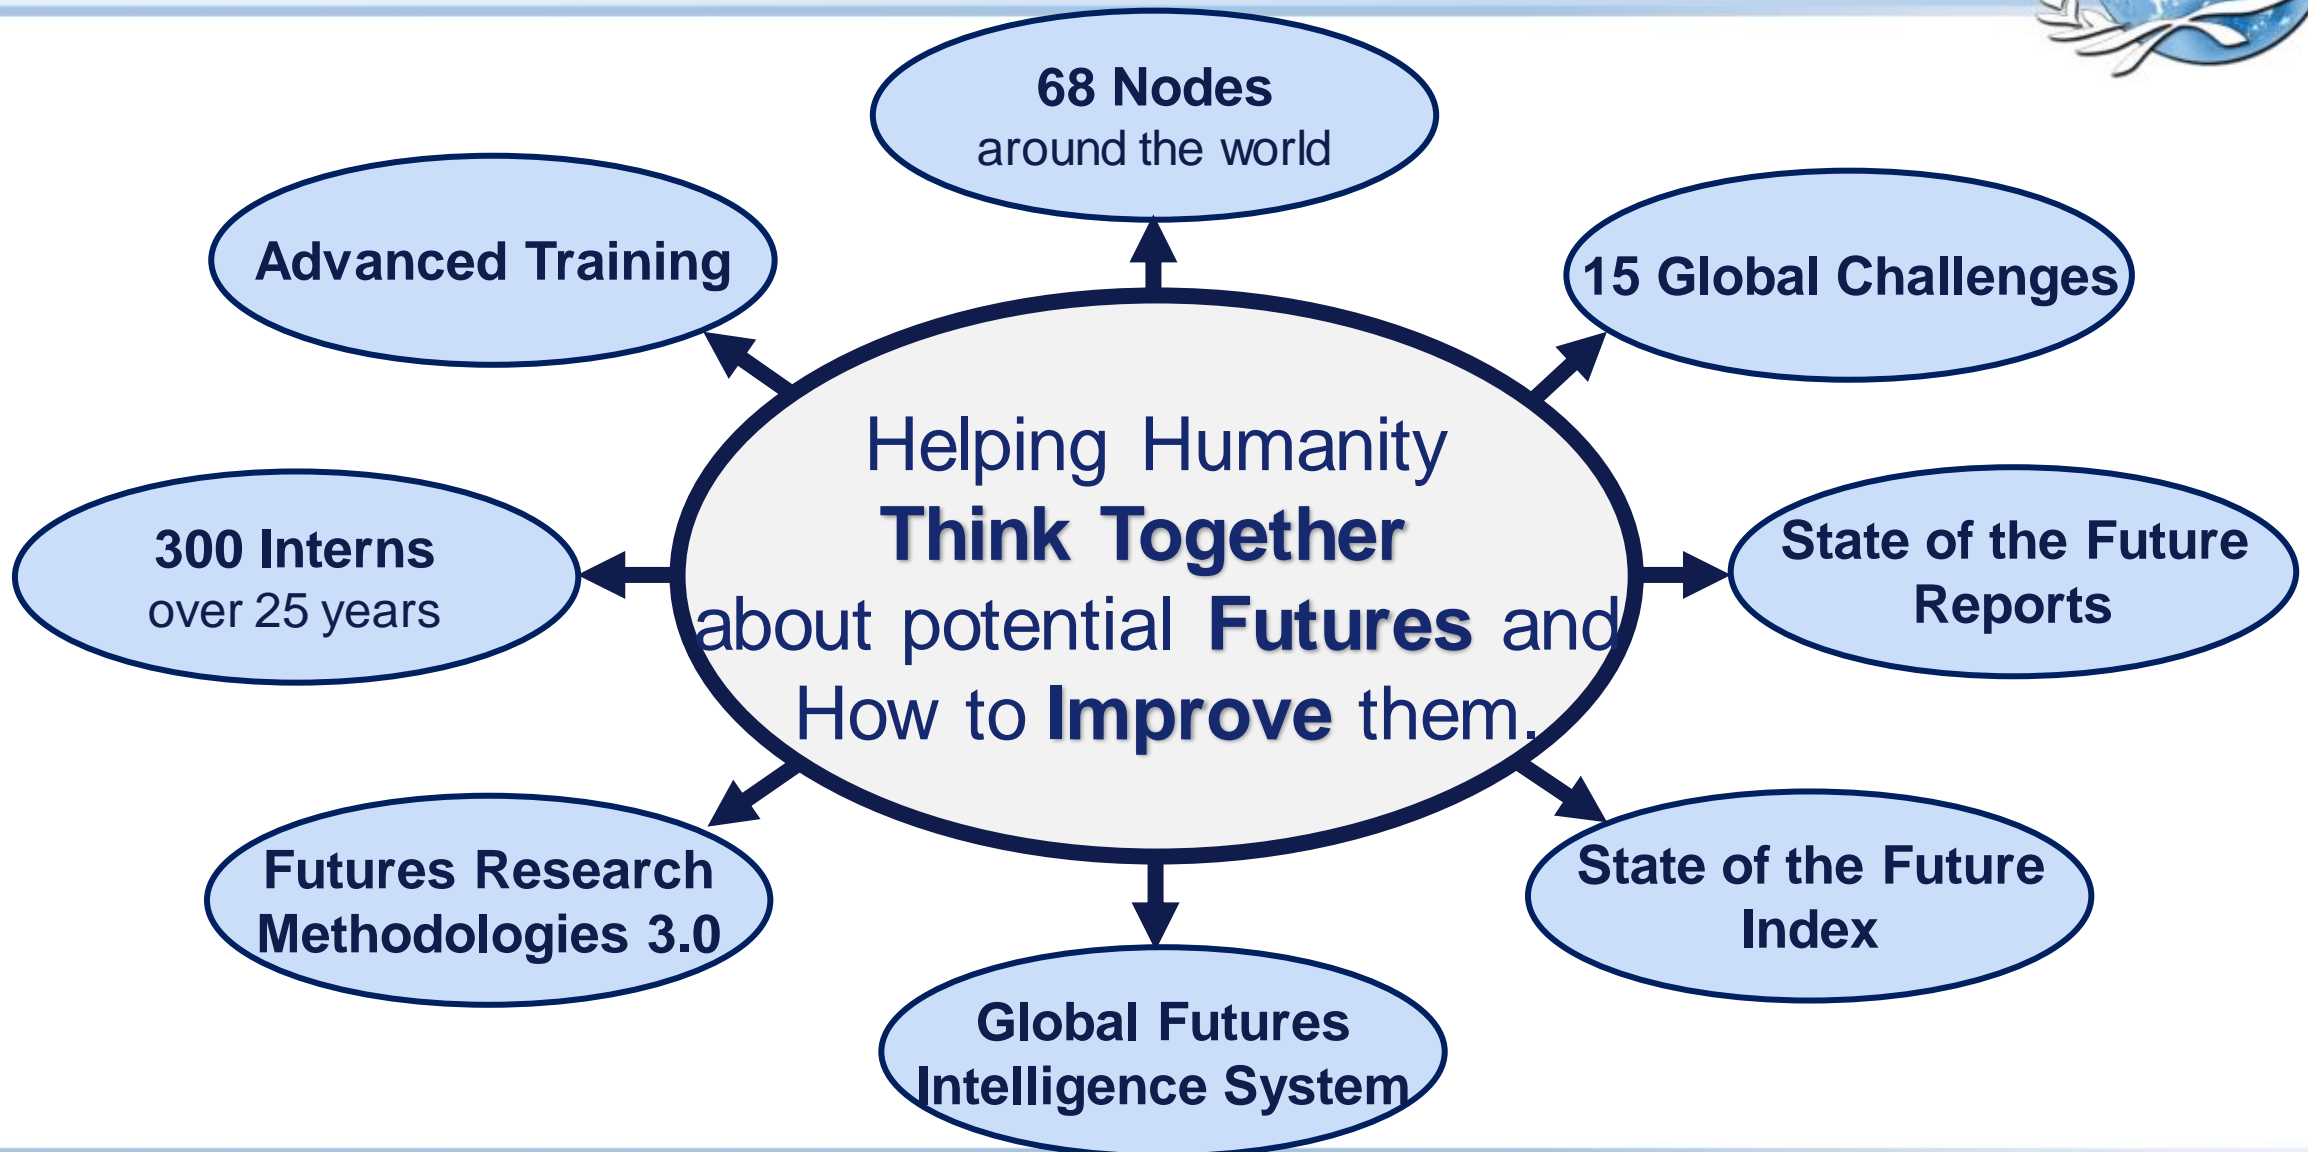 68 Nodes
around the world
Advanced Training
15 Global Challenges
Helping Humanity
Think Together
about potential Futures and
How to Improve them.
300 Interns
over 25 years
State of the Future
Reports
Futures Research
Methodologies 3.0
State of the Future
Index
Global Futures
Intelligence System